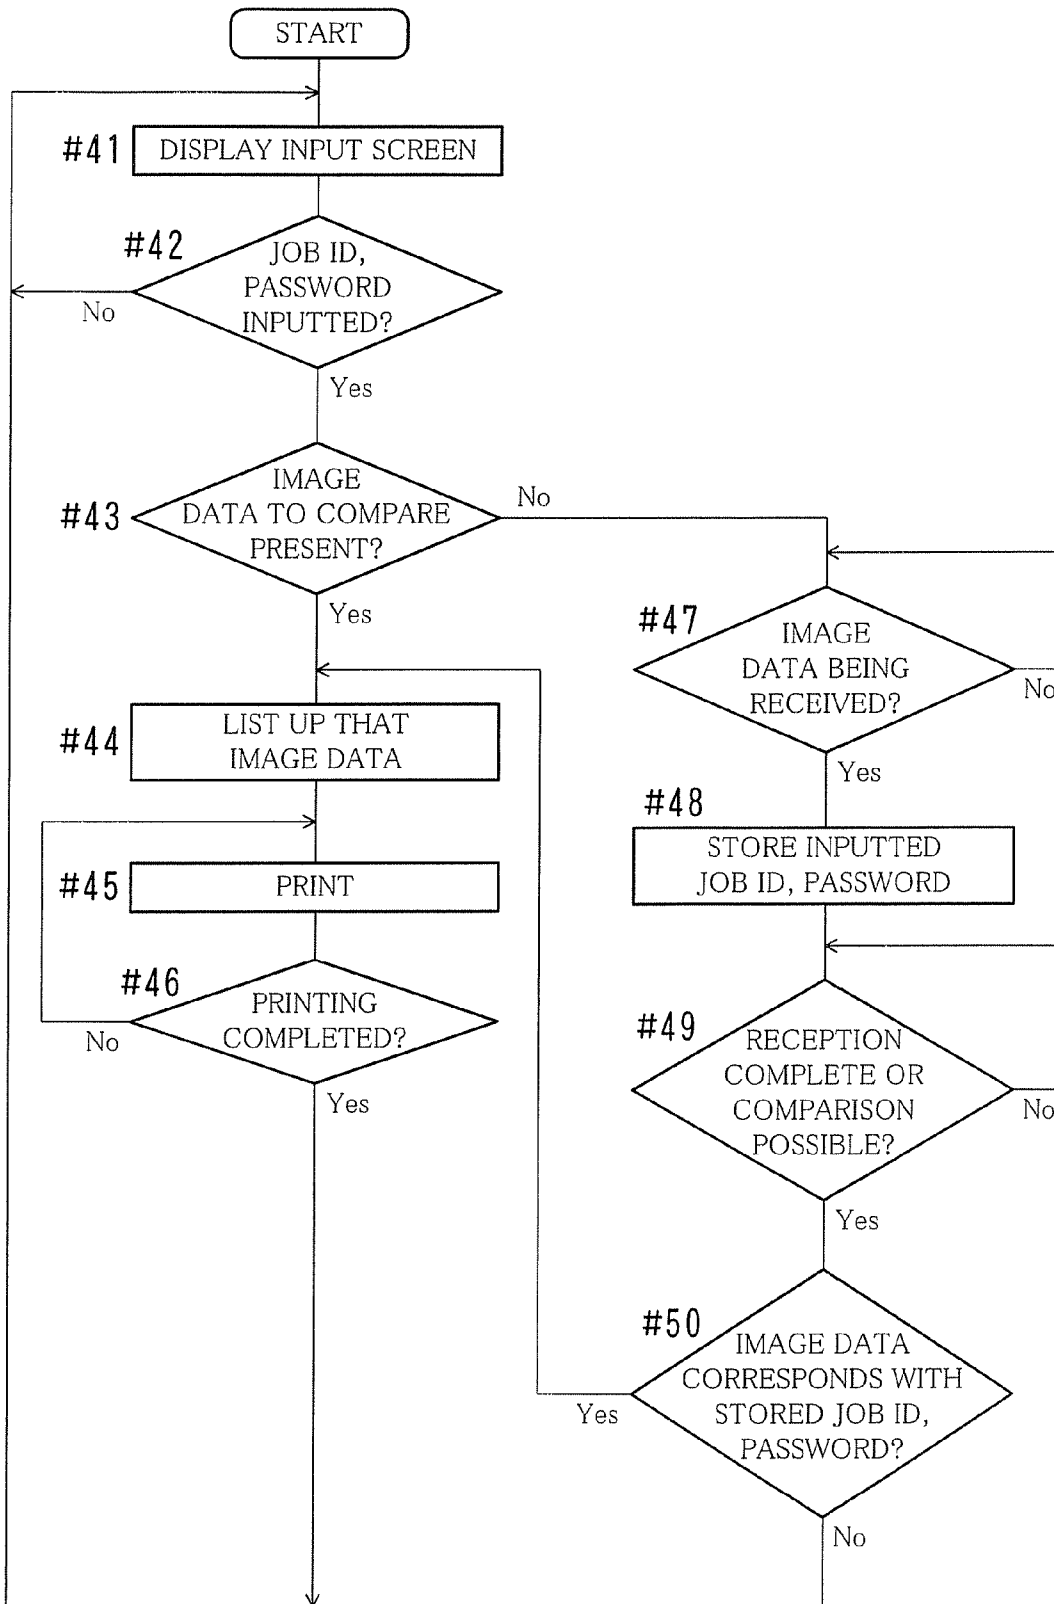 START
#41
DISPLAY INPUT SCREEN
#42
JOB ID,
PASSWORD
INPUTTED?
No
Yes
#43
IMAGE
DATA TO COMPARE
PRESENT?
No
Yes
#44
LIST UP THAT
IMAGE DATA
#45
PRINT
#46
PRINTING
COMPLETED?
No
Yes
#47
IMAGE
DATA BEING
RECEIVED?
No
Yes
#48
STORE INPUTTED
JOB ID, PASSWORD
#49
RECEPTION
COMPLETE OR
COMPARISON
POSSIBLE?
No
Yes
#50
IMAGE DATA
CORRESPONDS WITH
STORED JOB ID,
PASSWORD?
Yes
No